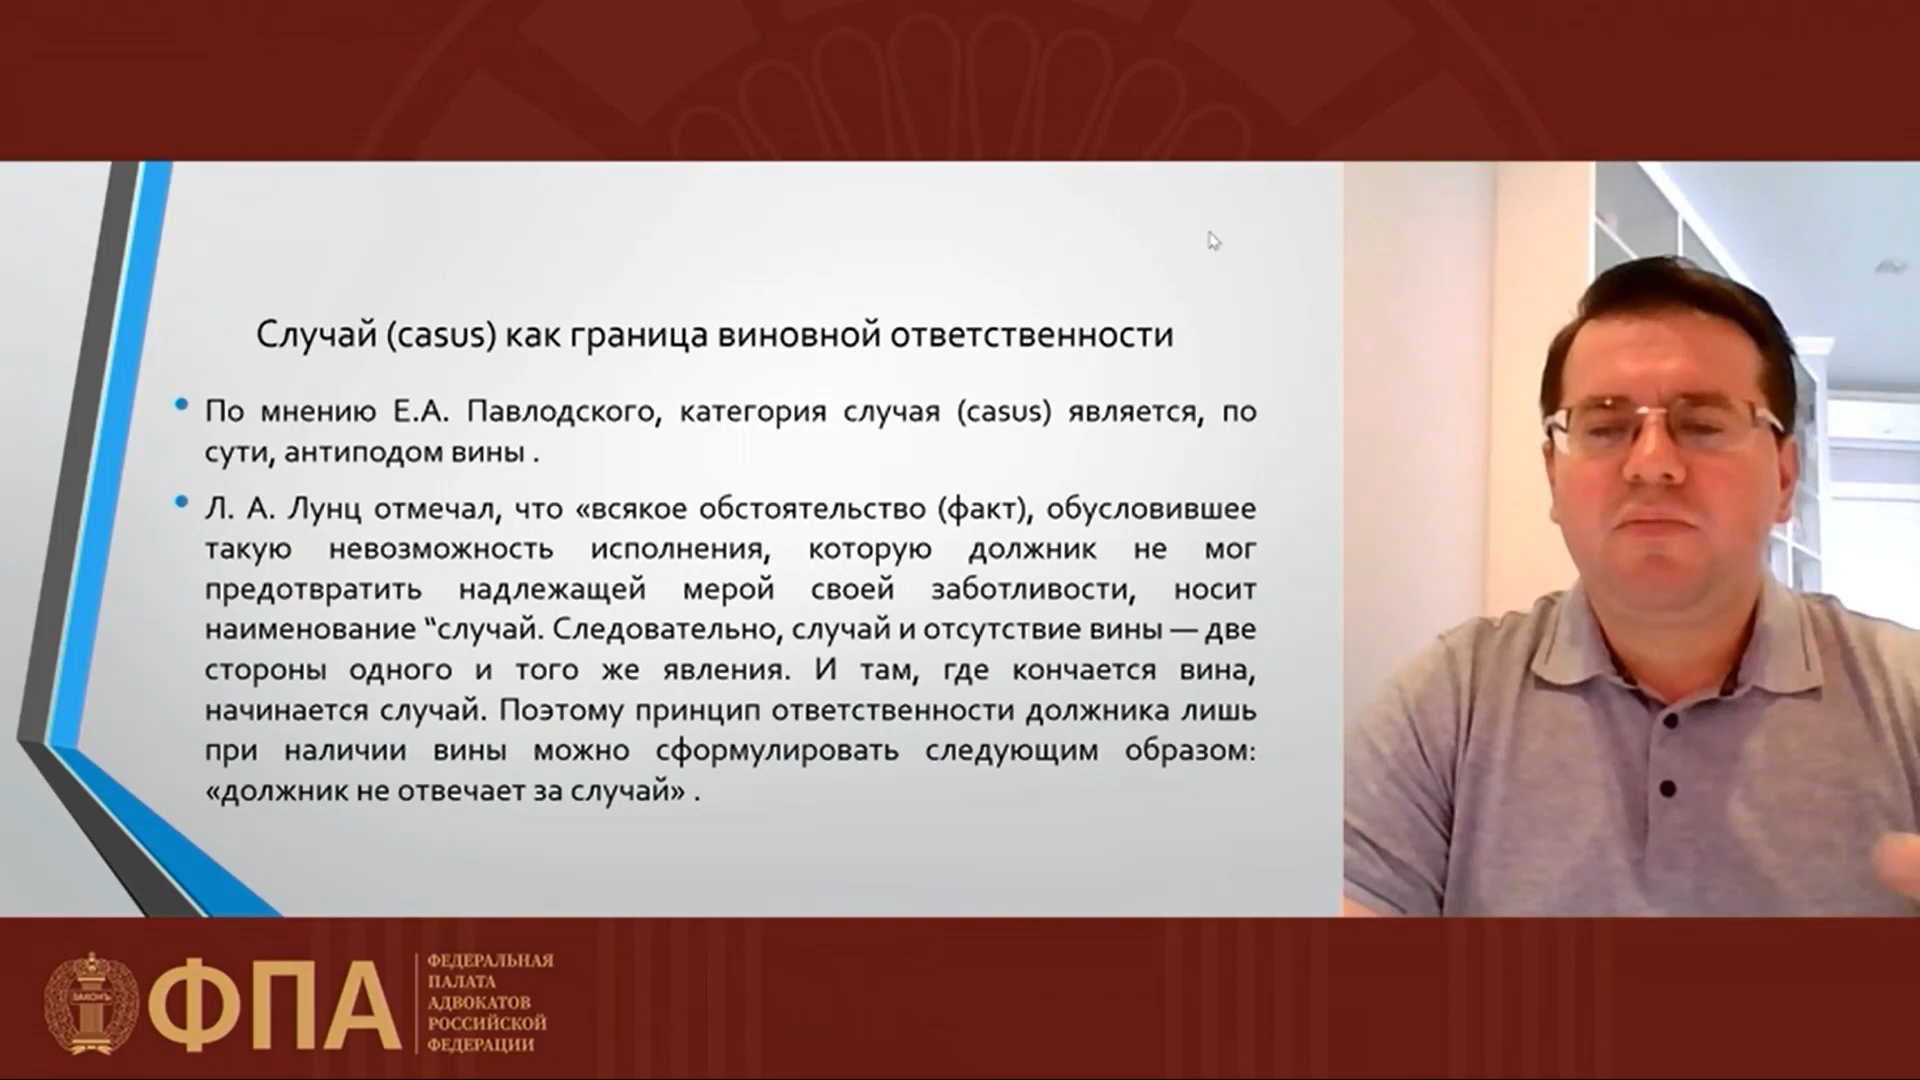 Случай (casus) как граница виновной ответственности
• По мнению Е.А. Павлодского, категория случая (casus) является, по
сути, антиподом вины .
• Л. А. Лунц отмечал, что «всякое обстоятельство (факт), обусловившее
такую невозможность исполнения, которую должник не мог
предотвратить надлежащей мерой своей заботливости, носит
наименование “случай. Следовательно, случай и отсутствие вины — две
стороны одного и того же явления. И там, где кончается вина,
начинается случай. Поэтому принцип ответственности должника лишь
при наличии вины можно сформулировать следующим образом:
«должник не отвечает за случай» .
ЗАКОНЪ
ФПА
ФЕДЕРАЛЬНАЯ
ПАЛАТА
АДВОКАТОВ
РОССИЙСКОЙ
ФЕДЕРАЦИИ